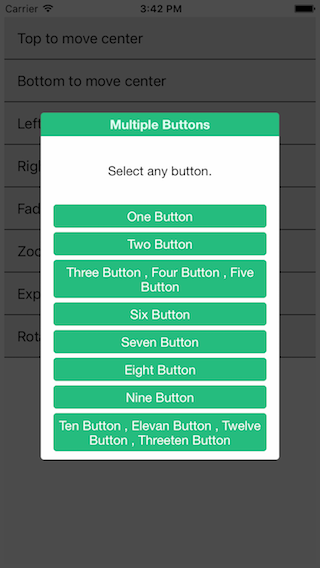 Carrier 3:42 PM
Top to move center
Bottom to move center
Left
Fad
Zoo
Exp
Rota
Multiple Buttons
Select any button.
One Button
Two Button
Three Button , Four Button , Five
Button
Six Button
Seven Button
Eight Button
Nine Button
Ten Button , Elevan Button , Twelve
Button , Threeten Button